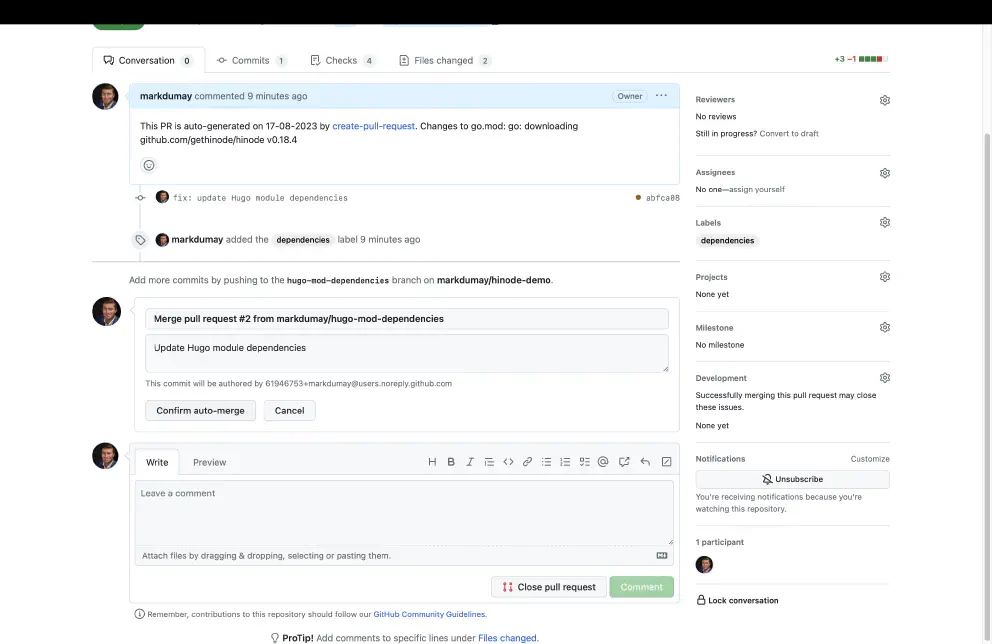 Conversation 0 Commits 1 Checks 4 Files changed 2 +3 −1
markdumay commented 9 minutes ago Owner
This PR is auto-generated on 17-08-2023 by create-pull-request. Changes to go.mod: go: downloading
github.com/gethinode/hinode v0.18.4
fix: update Hugo module dependencies abfca08
markdumay added the dependencies label 9 minutes ago
Add more commits by pushing to the hugo-mod-dependencies branch on markdumay/hinode-demo.
Merge pull request #2 from markdumay/hugo-mod-dependencies
Update Hugo module dependencies
This commit will be authored by 61946753+markdumay@users.noreply.github.com
Confirm auto-merge Cancel
Write Preview
Leave a comment
Attach files by dragging & dropping, selecting or pasting them.
Close pull request Comment
Remember, contributions to this repository should follow our GitHub Community Guidelines.
ProTip! Add comments to specific lines under Files changed.
Reviewers
No reviews
Still in progress? Convert to draft
Assignees
No one—assign yourself
Labels
dependencies
Projects
None yet
Milestone
No milestone
Development
Successfully merging this pull request may close
these issues.
None yet
Notifications Customize
Unsubscribe
You're receiving notifications because you're
watching this repository.
1 participant
Lock conversation